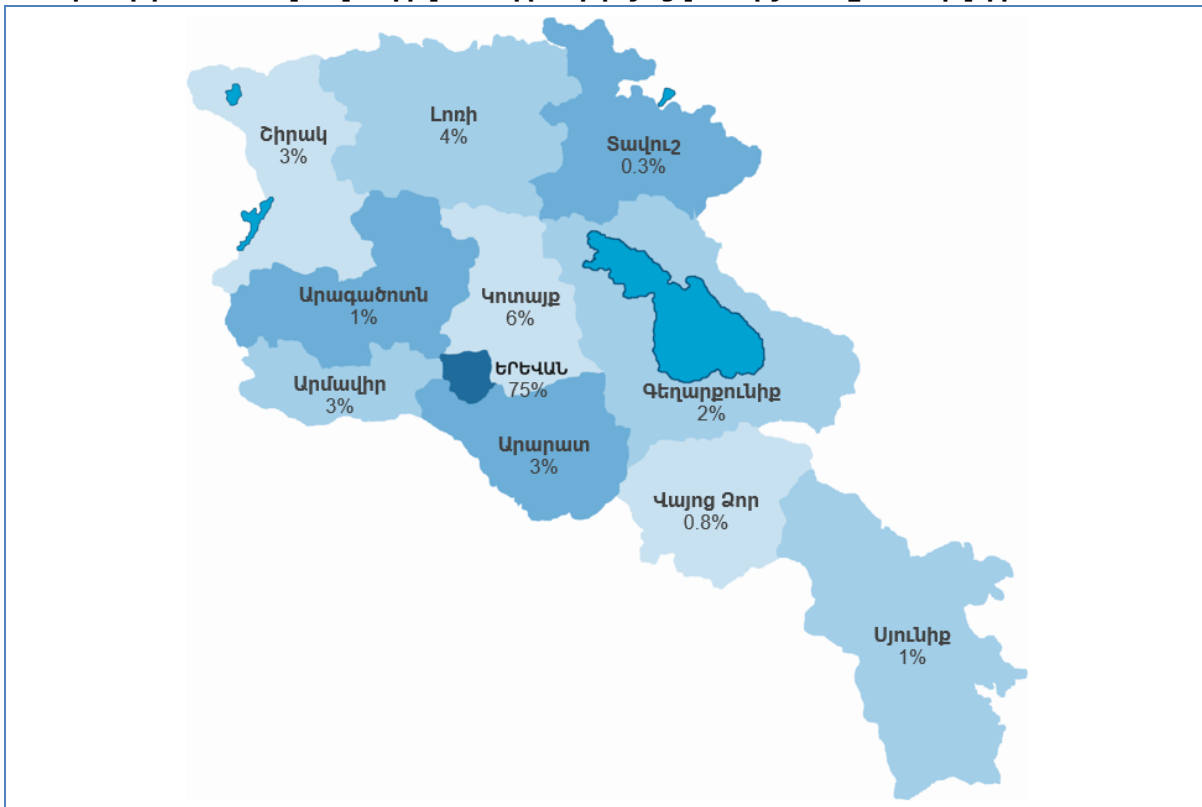 Լոռի
4%
Շիրակ
3%
Տավուշ
0.3%
Արագածոտն
1%
Կոտայք
6%
ԵՐԵՎԱՆ
75%
Արմավիր
3%
Գեղարքունիք
2%
Արարատ
3%
Վայոց Ձոր
0.8%
Սյունիք
1%